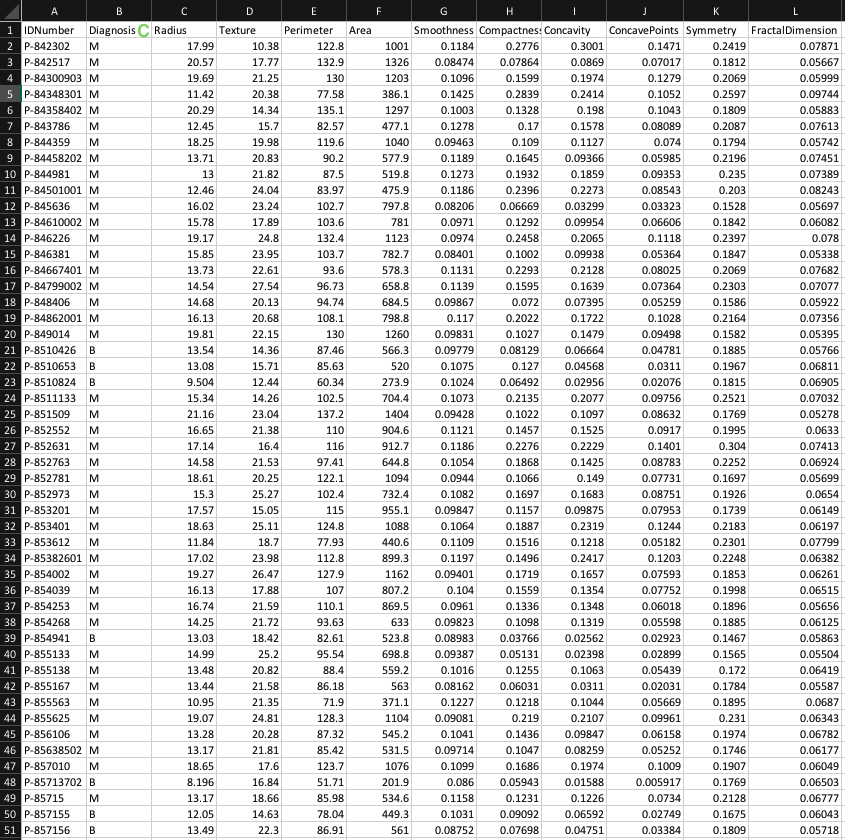 A B C D E F G H I J K L
1 IDNumber Diagnosis C Radius Texture Perimeter Area Smoothness Compactness Concavity ConcavePoints Symmetry FractalDimension
2 P-842302 M 17.99 10.38 122.8 1001 0.1184 0.2776 0.3001 0.1471 0.2419 0.07871
3 P-842517 M 20.57 17.77 132.9 1326 0.08474 0.07864 0.0869 0.07017 0.1812 0.05667
4 P-84300903 M 19.69 21.25 130 1203 0.1096 0.1599 0.1974 0.1279 0.2069 0.05999
5 P-84348301 M 11.42 20.38 77.58 386.1 0.1425 0.2839 0.2414 0.1052 0.2597 0.09744
6 P-84358402 M 20.29 14.34 135.1 1297 0.1003 0.1328 0.198 0.1043 0.1809 0.05883
7 P-843786 M 12.45 15.7 82.57 477.1 0.1278 0.17 0.1578 0.08089 0.2087 0.07613
8 P-844359 M 18.25 19.98 119.6 1040 0.09463 0.109 0.1127 0.074 0.1794 0.05742
9 P-84458202 M 13.71 20.83 90.2 577.9 0.1189 0.1645 0.09366 0.05985 0.2196 0.07451
10 P-844981 M 13 21.82 87.5 519.8 0.1273 0.1932 0.1859 0.09353 0.235 0.07389
11 P-84501001 M 12.46 24.04 83.97 475.9 0.1186 0.2396 0.2273 0.08543 0.203 0.08243
12 P-845636 M 16.02 23.24 102.7 797.8 0.08206 0.06669 0.03299 0.03323 0.1528 0.05697
13 P-84610002 M 15.78 17.89 103.6 781 0.0971 0.1292 0.09954 0.06606 0.1842 0.06082
14 P-846226 M 19.17 24.8 132.4 1123 0.0974 0.2458 0.2065 0.1118 0.2397 0.078
15 P-846381 M 15.85 23.95 103.7 782.7 0.08401 0.1002 0.09938 0.05364 0.1847 0.05338
16 P-84667401 M 13.73 22.61 93.6 578.3 0.1131 0.2293 0.2128 0.08025 0.2069 0.07682
17 P-84799002 M 14.54 27.54 96.73 658.8 0.1139 0.1595 0.1639 0.07364 0.2303 0.07077
18 P-848406 M 14.68 20.13 94.74 684.5 0.09867 0.072 0.07395 0.05259 0.1586 0.05922
19 P-84862001 M 16.13 20.68 108.1 798.8 0.117 0.2022 0.1722 0.1028 0.2164 0.07356
20 P-849014 M 19.81 22.15 130 1260 0.09831 0.1027 0.1479 0.09498 0.1582 0.05395
21 P-8510426 B 13.54 14.36 87.46 566.3 0.09779 0.08129 0.06664 0.04781 0.1885 0.05766
22 P-8510653 B 13.08 15.71 85.63 520 0.1075 0.127 0.04568 0.0311 0.1967 0.06811
23 P-8510824 B 9.504 12.44 60.34 273.9 0.1024 0.06492 0.02956 0.02076 0.1815 0.06905
24 P-8511133 M 15.34 14.26 102.5 704.4 0.1073 0.2135 0.2077 0.09756 0.2521 0.07032
25 P-851509 M 21.16 23.04 137.2 1404 0.09428 0.1022 0.1097 0.08632 0.1769 0.05278
26 P-852552 M 16.65 21.38 110 904.6 0.1121 0.1457 0.1525 0.0917 0.1995 0.0633
27 P-852631 M 17.14 16.4 116 912.7 0.1186 0.2276 0.2229 0.1401 0.304 0.07413
28 P-852763 M 14.58 21.53 97.41 644.8 0.1054 0.1868 0.1425 0.08783 0.2252 0.06924
29 P-852781 M 18.61 20.25 122.1 1094 0.0944 0.1066 0.149 0.07731 0.1697 0.05699
30 P-852973 M 15.3 25.27 102.4 732.4 0.1082 0.1697 0.1683 0.08751 0.1926 0.0654
31 P-853201 M 17.57 15.05 115 955.1 0.09847 0.1157 0.09875 0.07953 0.1739 0.06149
32 P-853401 M 18.63 25.11 124.8 1088 0.1064 0.1887 0.2319 0.1244 0.2183 0.06197
33 P-853612 M 11.84 18.7 77.93 440.6 0.1109 0.1516 0.1218 0.05182 0.2301 0.07799
34 P-85382601 M 17.02 23.98 112.8 899.3 0.1197 0.1496 0.2417 0.1203 0.2248 0.06382
35 P-854002 M 19.27 26.47 127.9 1162 0.09401 0.1719 0.1657 0.07593 0.1853 0.06261
36 P-854039 M 16.13 17.88 107 807.2 0.104 0.1559 0.1354 0.07752 0.1998 0.06515
37 P-854253 M 16.74 21.59 110.1 869.5 0.0961 0.1336 0.1348 0.06018 0.1896 0.05656
38 P-854268 M 14.25 21.72 93.63 633 0.09823 0.1098 0.1319 0.05598 0.1885 0.06125
39 P-854941 B 13.03 18.42 82.61 523.8 0.08983 0.03766 0.02562 0.02923 0.1467 0.05863
40 P-855133 M 14.99 25.2 95.54 698.8 0.09387 0.05131 0.02398 0.02899 0.1565 0.05504
41 P-855138 M 13.48 20.82 88.4 559.2 0.1016 0.1255 0.1063 0.05439 0.172 0.06419
42 P-855167 M 13.44 21.58 86.18 563 0.08162 0.06031 0.0311 0.02031 0.1784 0.05587
43 P-855563 M 10.95 21.35 71.9 371.1 0.1227 0.1218 0.1044 0.05669 0.1895 0.0687
44 P-855625 M 19.07 24.81 128.3 1104 0.09081 0.219 0.2107 0.09961 0.231 0.06343
45 P-856106 M 13.28 20.28 87.32 545.2 0.1041 0.1436 0.09847 0.06158 0.1974 0.06782
46 P-85638502 M 13.17 21.81 85.42 531.5 0.09714 0.1047 0.08259 0.05252 0.1746 0.06177
47 P-857010 M 18.65 17.6 123.7 1076 0.1099 0.1686 0.1974 0.1009 0.1907 0.06049
48 P-85713702 B 8.196 16.84 51.71 201.9 0.086 0.05943 0.01588 0.005917 0.1769 0.06503
49 P-85715 M 13.17 18.66 85.98 534.6 0.1158 0.1231 0.1226 0.0734 0.2128 0.06777
50 P-857155 B 12.05 14.63 78.04 449.3 0.1031 0.09092 0.06592 0.02749 0.1675 0.06043
51 P-857156 B 13.49 22.3 86.91 561 0.08752 0.07698 0.04751 0.03384 0.1809 0.05718